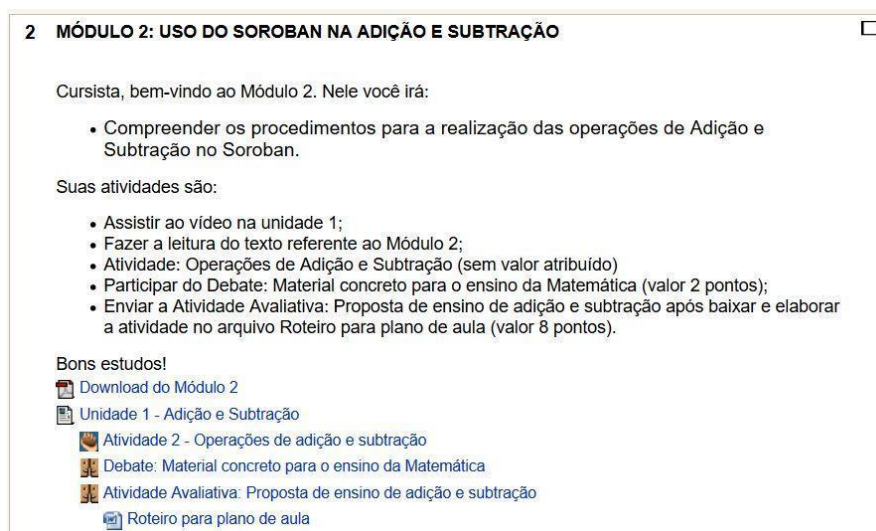 2 MÓDULO 2: USO DO SOROBAN NA ADIÇÃO E SUBTRAÇÃO
Cursista, bem-vindo ao Módulo 2. Nele você irá:
• Compreender os procedimentos para a realização das operações de Adição e
Subtração no Soroban.
Suas atividades são:
• Assistir ao vídeo na unidade 1;
• Fazer a leitura do texto referente ao Módulo 2;
• Atividade: Operações de Adição e Subtração (sem valor atribuído)
• Participar do Debate: Material concreto para o ensino da Matemática (valor 2 pontos);
• Enviar a Atividade Avaliativa: Proposta de ensino de adição e subtração após baixar e elaborar
a atividade no arquivo Roteiro para plano de aula (valor 8 pontos).
Bons estudos!
Download do Módulo 2
Unidade 1 - Adição e Subtração
Atividade 2 - Operações de adição e subtração
Debate: Material concreto para o ensino da Matemática
Atividade Avaliativa: Proposta de ensino de adição e subtração
Roteiro para plano de aula